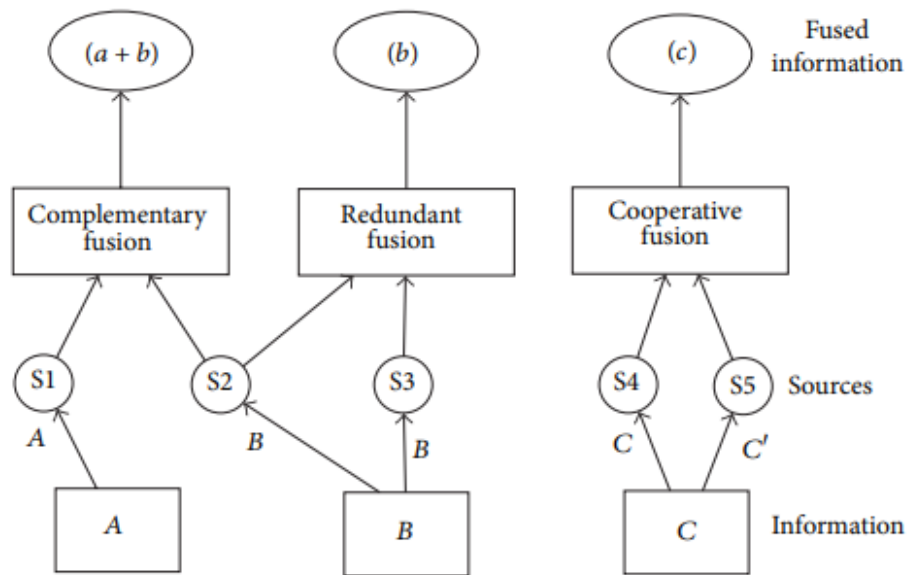 (a + b)
(b)
(c)
Fused
information
Complementary
fusion
Redundant
fusion
Cooperative
fusion
S1
S2
S3
S4
S5
Sources
A
B
B
C
C′
A
B
C
Information